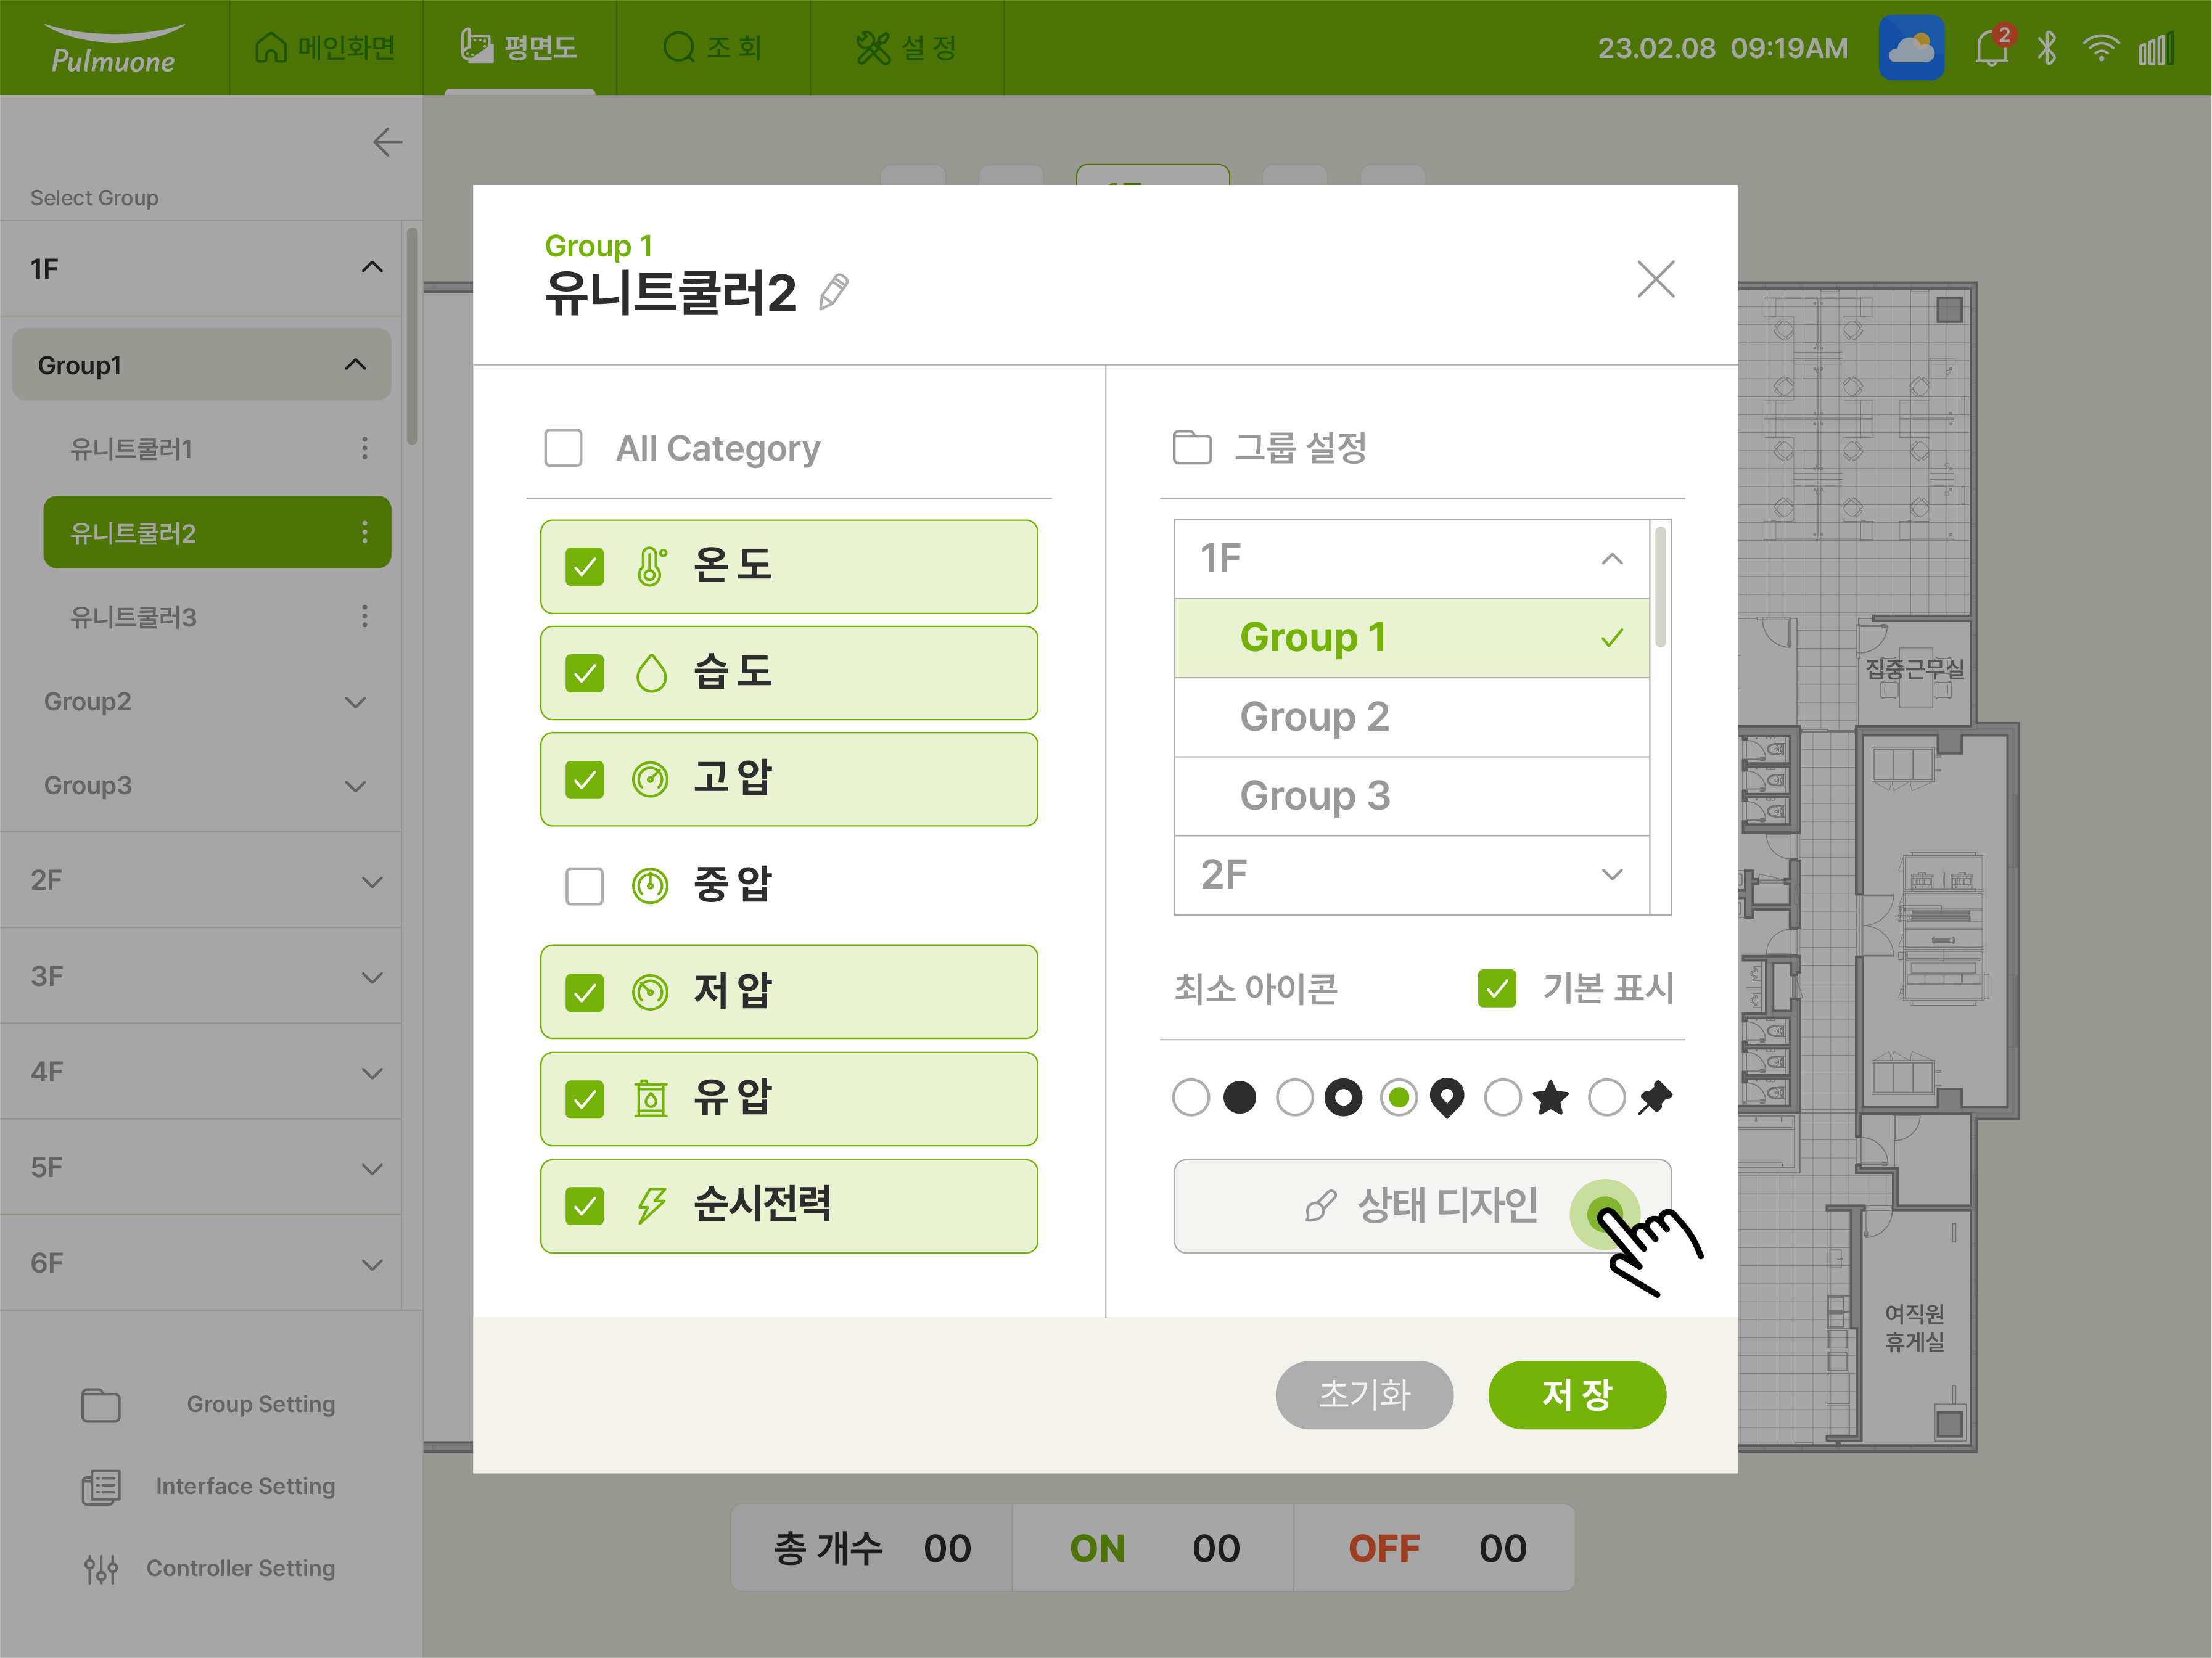 Pulmuone
메인화면
평면도
조 회
설 정
23.02.08 09:19AM
2
Select Group
1F
Group1
유니트쿨러1
유니트쿨러2
유니트쿨러3
Group2
Group3
2F
3F
4F
5F
6F
Group Setting
Interface Setting
Controller Setting
Group 1
유니트쿨러2
All Category
온 도
습 도
고 압
중 압
저 압
유 압
순시전력
그룹 설정
1F
Group 1
Group 2
Group 3
2F
최소 아이콘
기본 표시
상태 디자인
초기화
저 장
집중근무실
여직원
휴게실
총 개수 00
ON 00
OFF 00